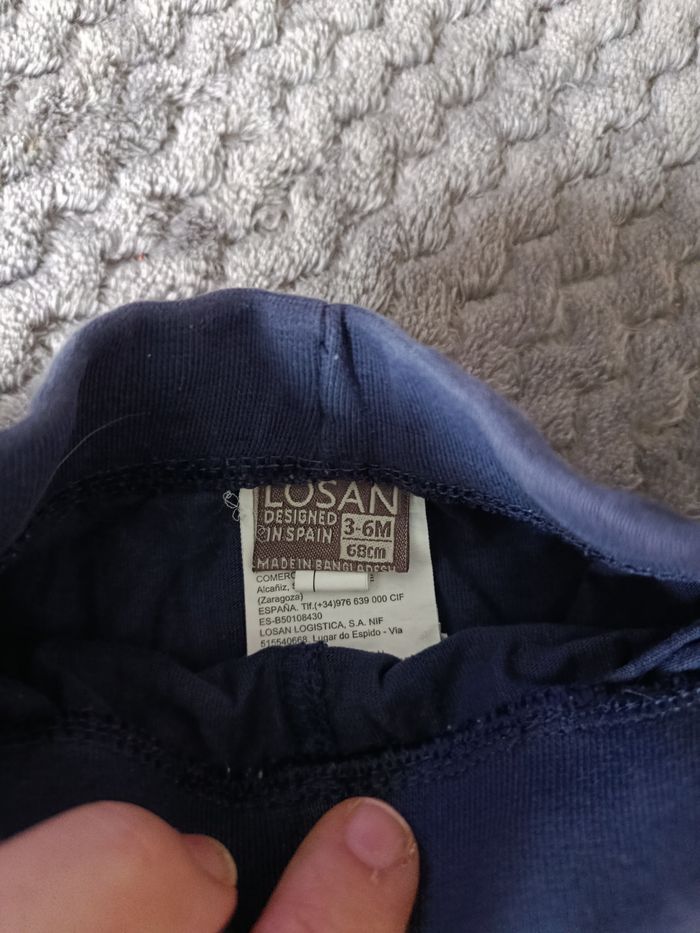 LOSAN
DESIGNED
IN SPAIN
3-6M
68cm
MADE IN BANGLADESH
COMERC
Alcañiz,
(Zaragoza)
ESPAÑA. Tlf.(+34)976 639 000 CIF
ES-B50108430
LOSAN LOGISTICA, S.A. NIF
515540668. Lugar do Espido - Via